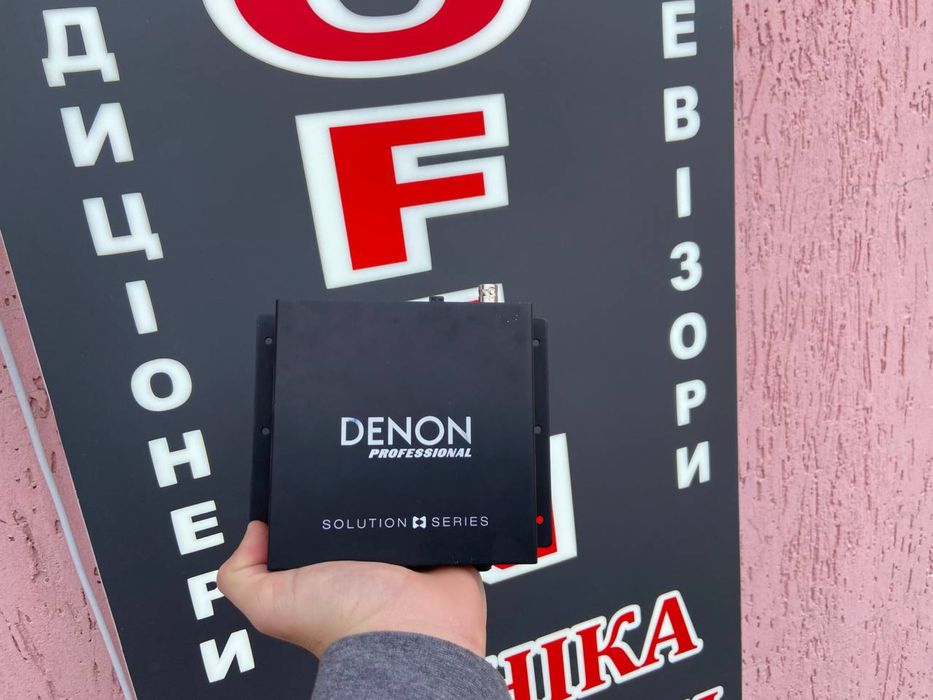 ДИЦІОНЕРИ
F
ЕВІЗОРИ
DENON
PROFESSIONAL
SOLUTION SERIES
НІКА